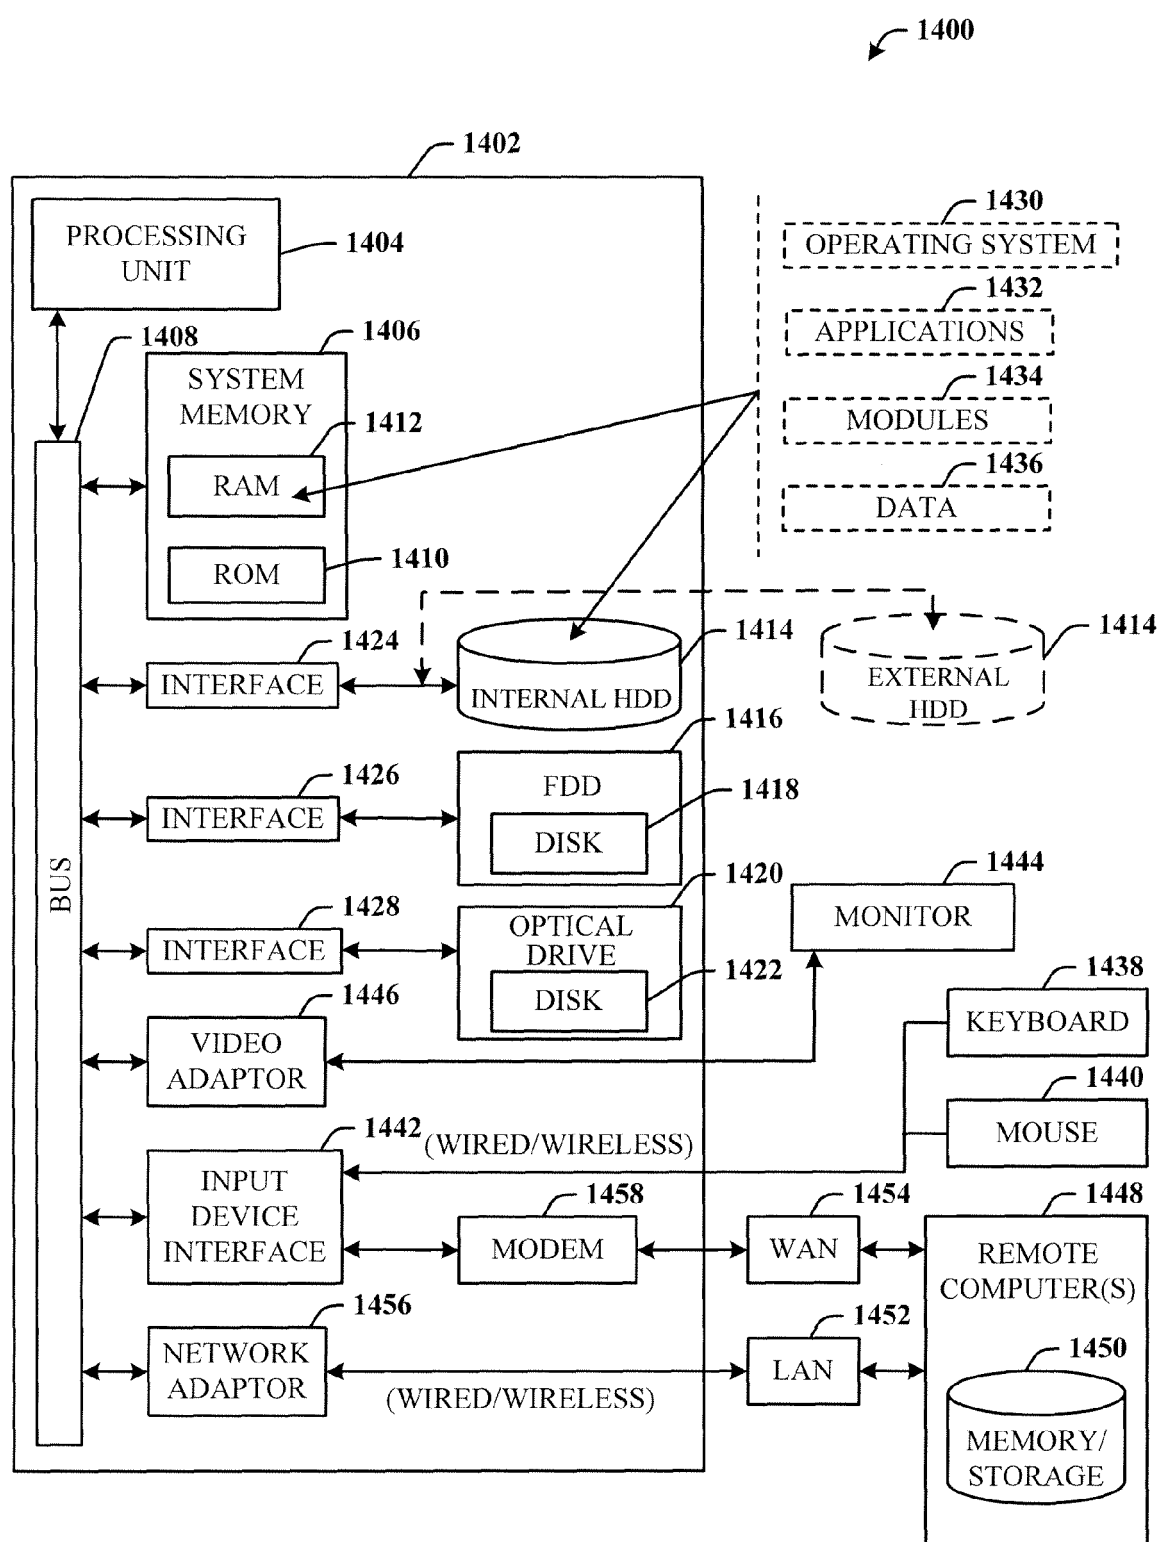 1400
1402
PROCESSING
UNIT
1404
1430
OPERATING SYSTEM
1432
APPLICATIONS
1434
MODULES
1436
DATA
1408
1406
SYSTEM
MEMORY
1412
RAM
1410
ROM
1424
INTERFACE
1414
INTERNAL HDD
1414
EXTERNAL
HDD
1416
FDD
1418
DISK
1426
INTERFACE
BUS
1420
OPTICAL
DRIVE
1422
DISK
1428
INTERFACE
1444
MONITOR
1446
VIDEO
ADAPTOR
1438
KEYBOARD
1440
MOUSE
1442
(WIRED/WIRELESS)
INPUT
DEVICE
INTERFACE
1458
MODEM
1454
WAN
1448
REMOTE
COMPUTER(S)
1456
NETWORK
ADAPTOR
(WIRED/WIRELESS)
1452
LAN
1450
MEMORY/
STORAGE